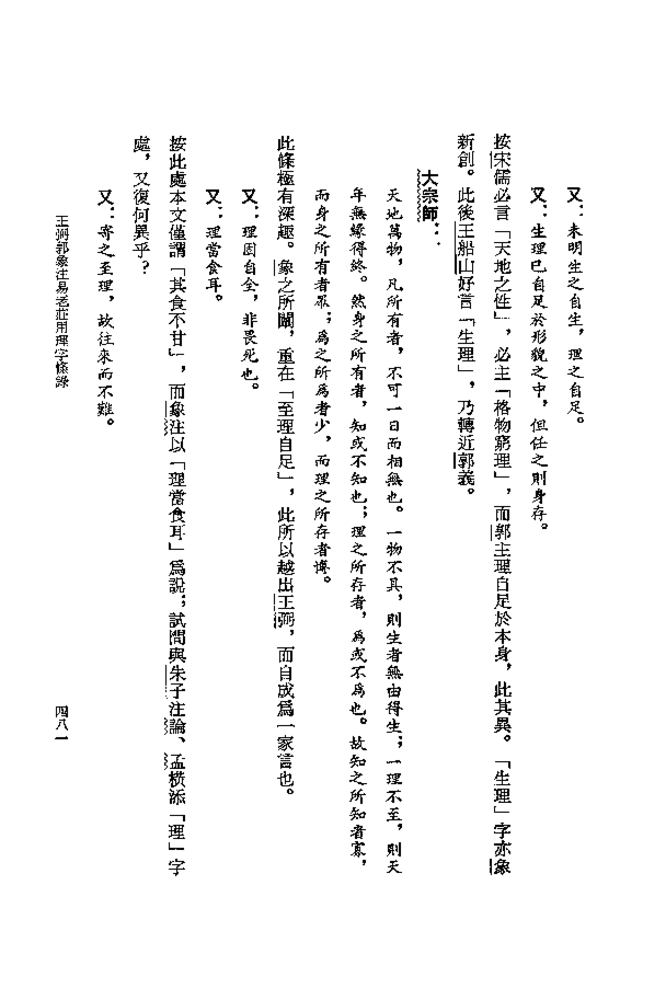 又：未明生之自生，理之自足。
又：生理已自足於形貌之中，但任之則身存。
按宋儒必言「天地之性」，必主「格物窮理」，而郭主理自足於本身，此其異。「生理」字亦象
新創。此後王船山好言「生理」，乃轉近郭義。
大宗師：
天地萬物，凡所有者，不可一日而相無也。一物不具，則生者無由得生；一理不至，則天
年無緣得終。然身之所有者，知或不知也；理之所存者，為或不為也。故知之所知者寡，
而身之所有者眾；為之所為者少，而理之所存者博。
此條極有深趣。象之所闡，重在「至理自足」，此所以越出王弼，而自成為一家言也。
又：理固自全，非畏死也。
又：理當食耳。
按此處本文僅謂「其食不甘」，而象注以「理當食耳」為說；試問與朱子注論、孟橫添「理」字
處，又復何異乎？
又：寄之至理，故往來而不難。
王弼郭象注易老莊用理字條錄
四八一